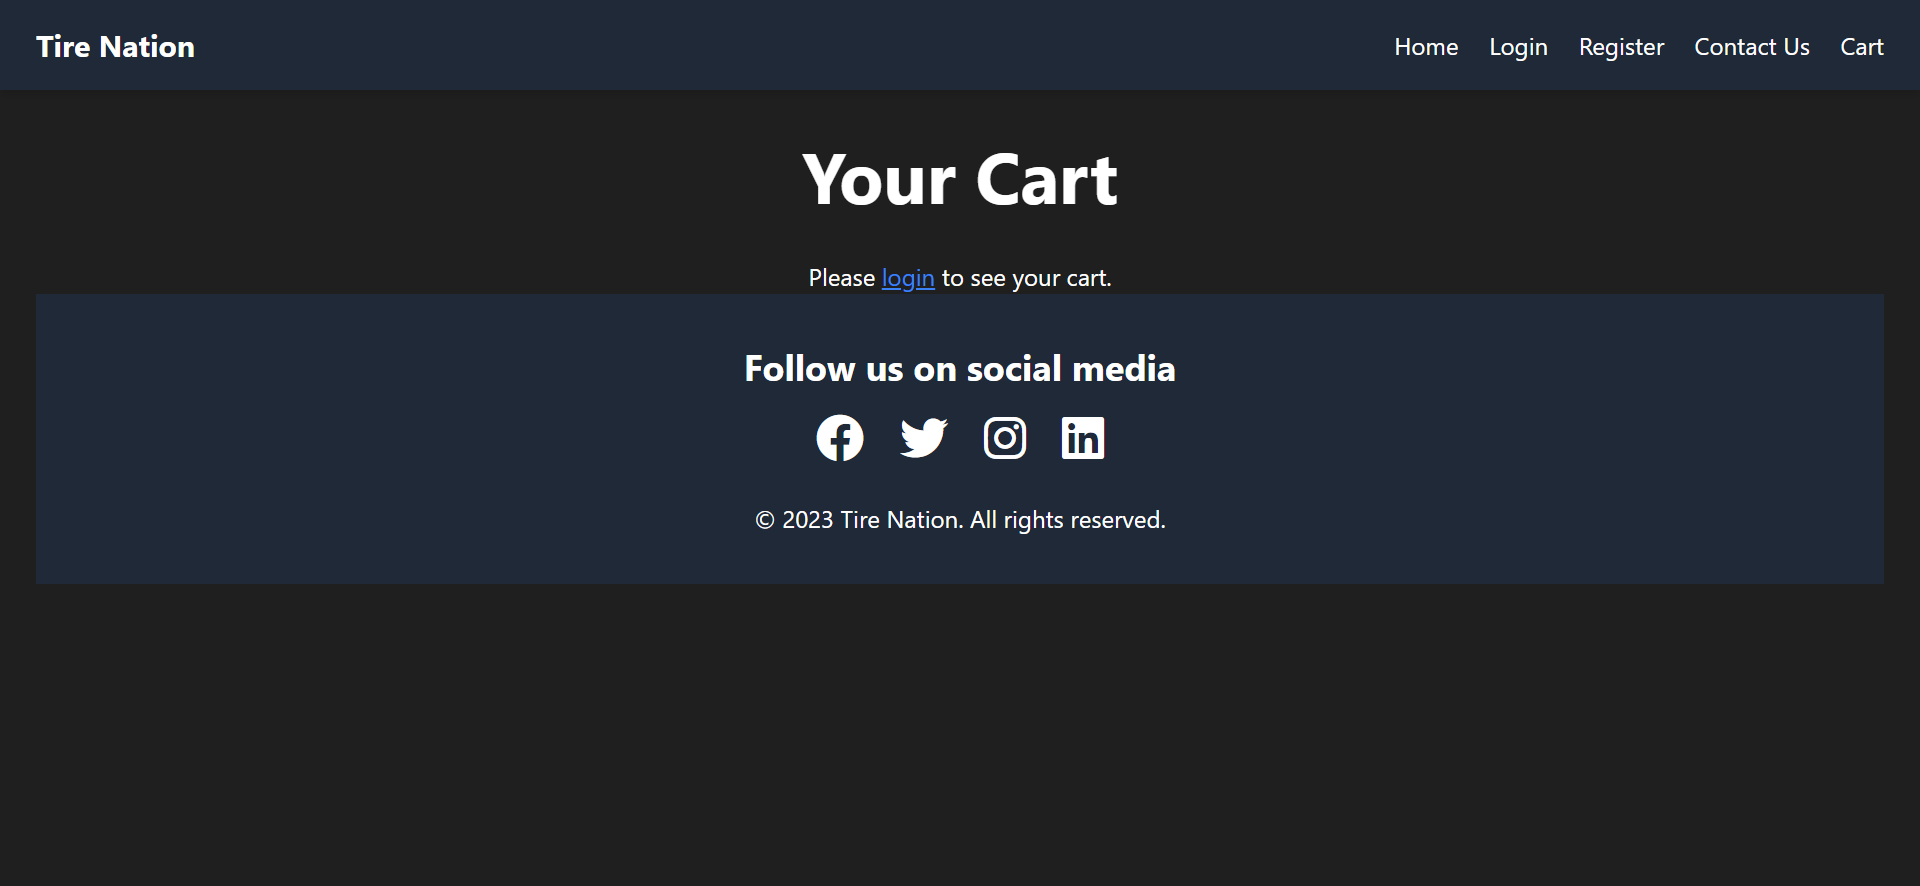 Tire Nation
Home Login Register Contact Us Cart
Your Cart
Please login to see your cart.
Follow us on social media
© 2023 Tire Nation. All rights reserved.